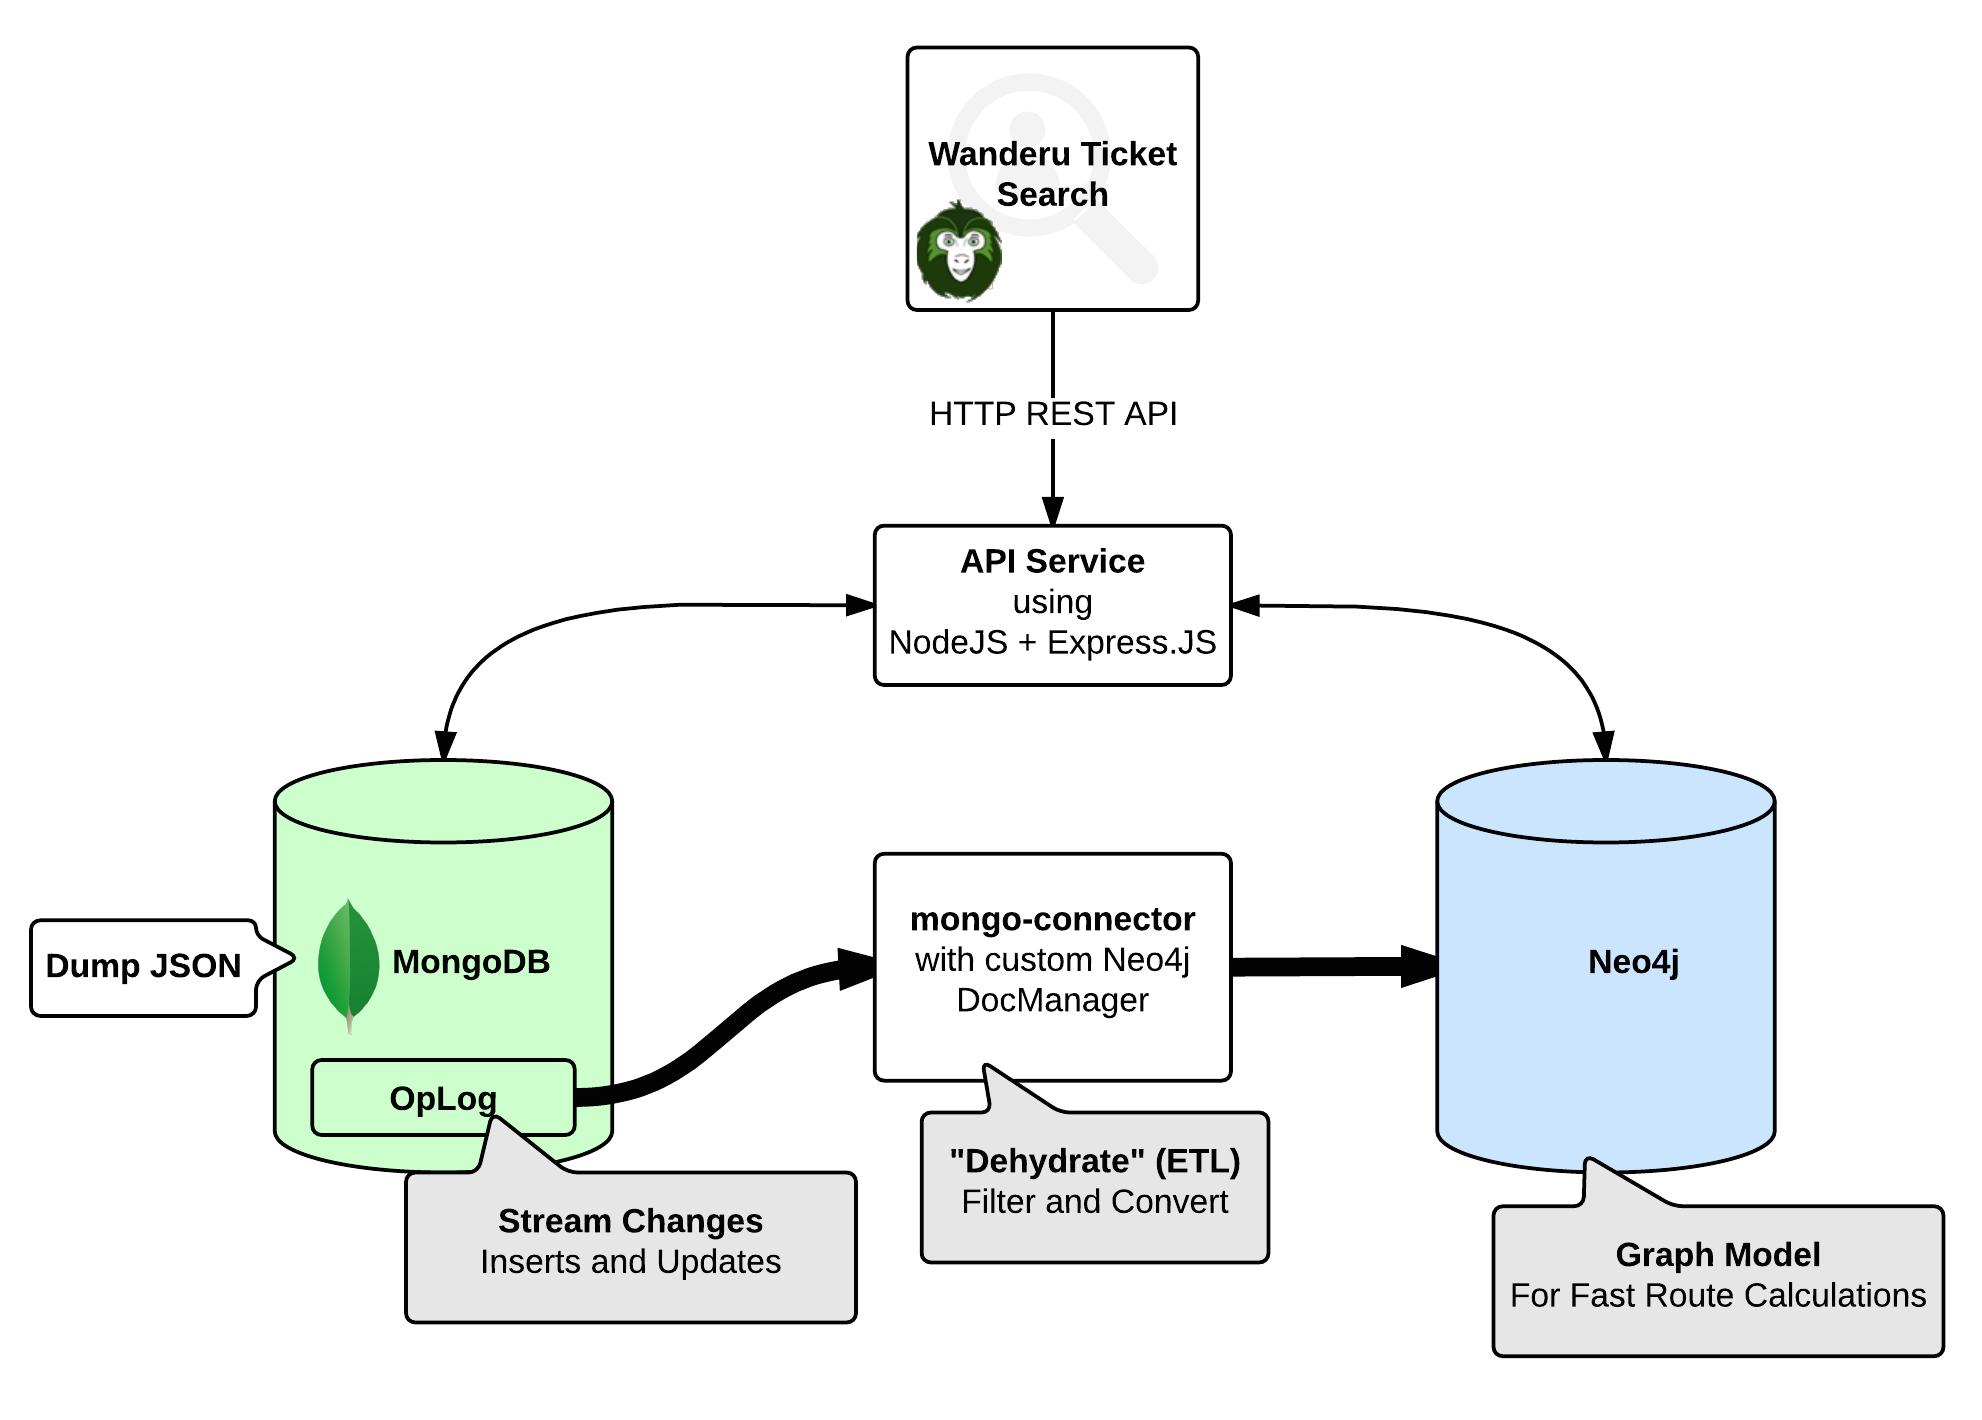 Wanderu Ticket
Search
HTTP REST API
API Service
using
NodeJS + Express.JS
Dump JSON
MongoDB
OpLog
Stream Changes
Inserts and Updates
mongo-connector
with custom Neo4j
DocManager
"Dehydrate" (ETL)
Filter and Convert
Neo4j
Graph Model
For Fast Route Calculations